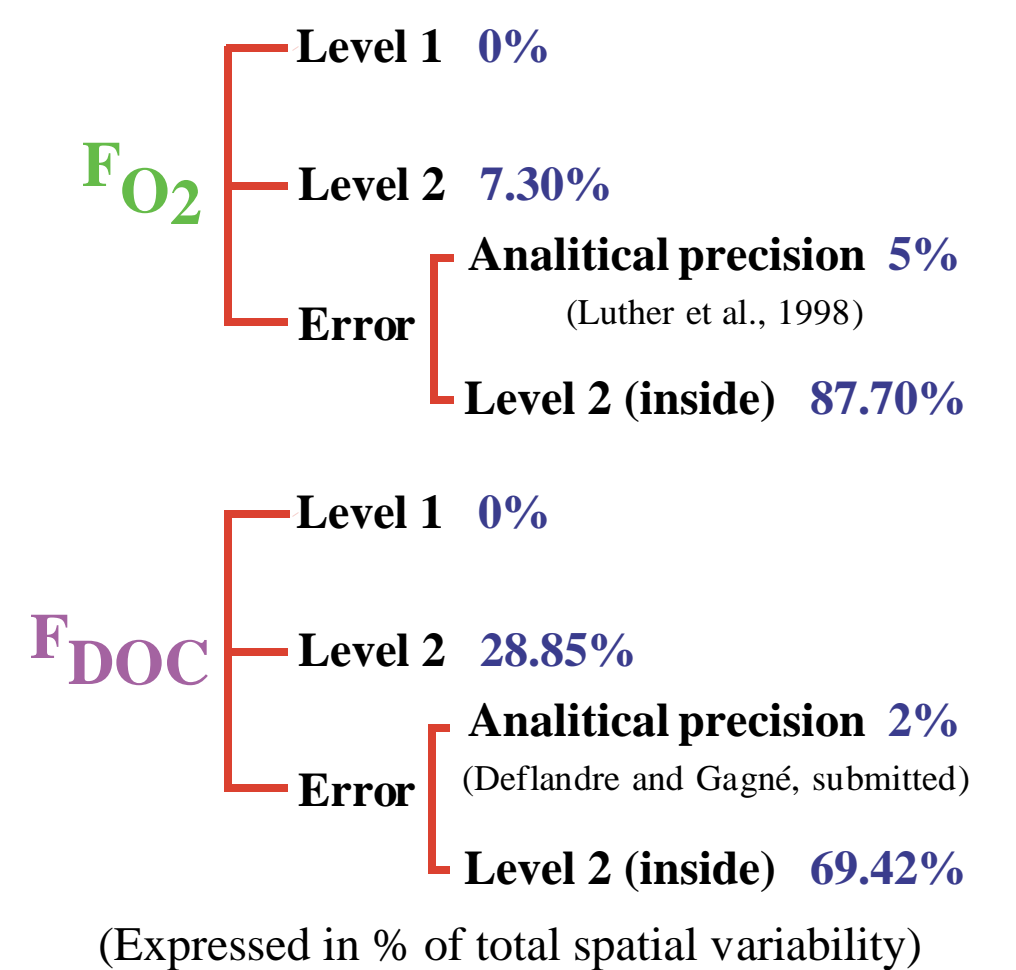 Level 1 0%
F O2
Level 2 7.30%
Analitical precision 5%
(Luther et al., 1998)
Error
Level 2 (inside) 87.70%
Level 1 0%
F DOC
Level 2 28.85%
Analitical precision 2%
(Deflandre and Gagné, submitted)
Error
Level 2 (inside) 69.42%
(Expressed in % of total spatial variability)